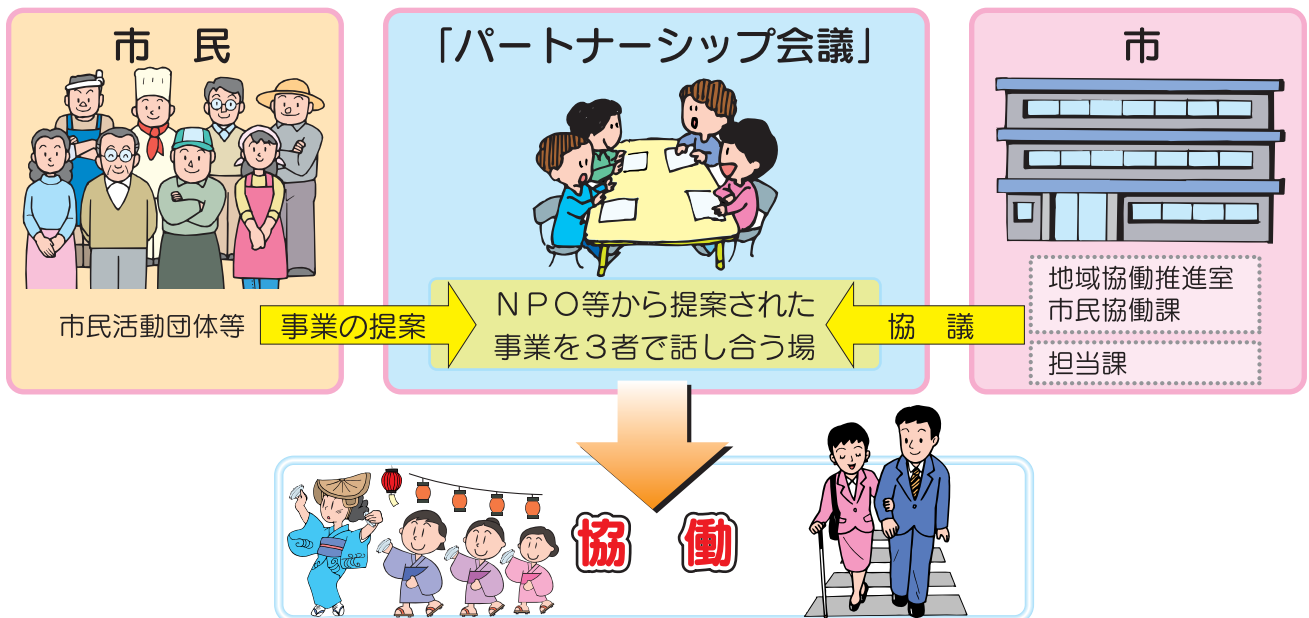 市　民
「パートナーシップ会議」
市
市民活動団体等
事業の提案
ＮＰＯ等から提案された
事業を３者で話し合う場
協　議
地域協働推進室
市民協働課
担当課
協　働